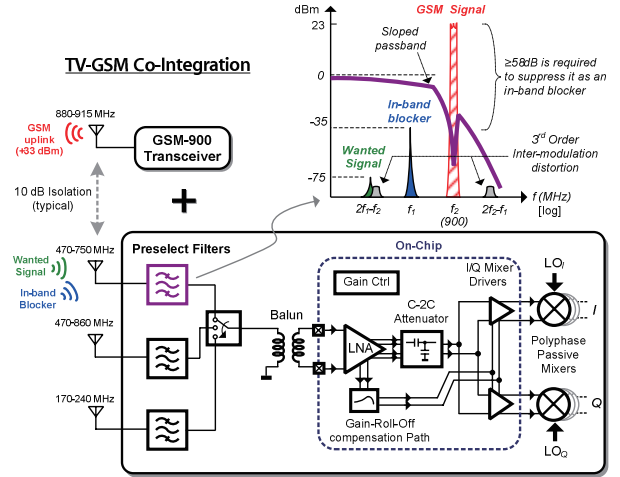 TV-GSM Co-Integration
dBm
GSM Signal
23
0
-35
-75
Sloped
passband
≥58dB is required
to suppress it as an
in-band blocker
In-band
blocker
Wanted
Signal
3rd Order
Inter-modulation
distortion
2f1-f2
f1
f2
(900)
2f2-f1
f (MHz)
[log]
880-915 MHz
GSM
uplink
(+33 dBm)
GSM-900
Transceiver
10 dB Isolation
(typical)
+
470-750 MHz
Wanted
Signal
In-band
Blocker
470-860 MHz
170-240 MHz
Preselect Filters
Balun
On-Chip
Gain Ctrl
LNA
C-2C
Attenuator
I/Q Mixer
Drivers
Gain-Roll-Off
compensation Path
LOI
I
Polyphase
Passive
Mixers
Q
LOQ